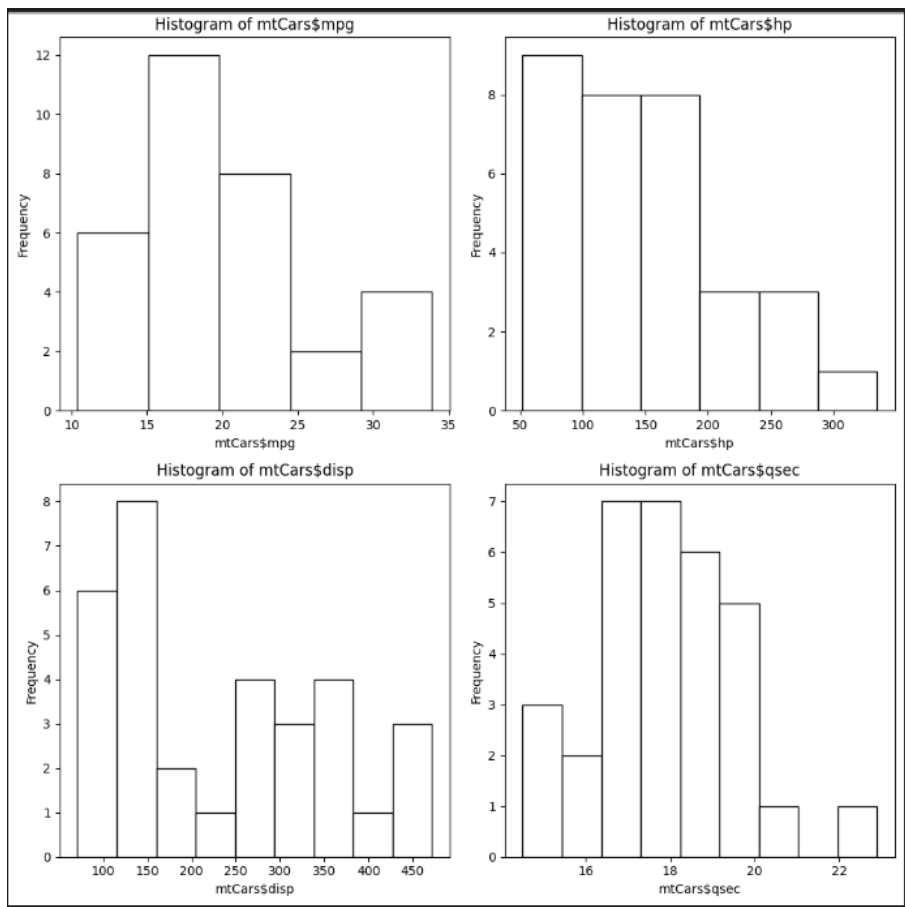 Histogram of mtCars$mpg
12
10
8
6
4
2
0
Frequency
10 15 20 25 30 35
mtCars$mpg
Histogram of mtCars$hp
8
6
4
2
0
Frequency
50 100 150 200 250 300
mtCars$hp
Histogram of mtCars$disp
8
7
6
5
4
3
2
1
0
Frequency
100 150 200 250 300 350 400 450
mtCars$disp
Histogram of mtCars$qsec
7
6
5
4
3
2
1
0
Frequency
16 18 20 22
mtCars$qsec